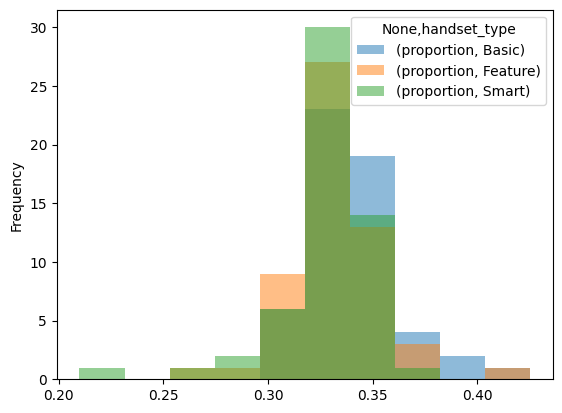 None,handset_type
(proportion, Basic)
(proportion, Feature)
(proportion, Smart)
Frequency
30
25
20
15
10
5
0
0.20 0.25 0.30 0.35 0.40